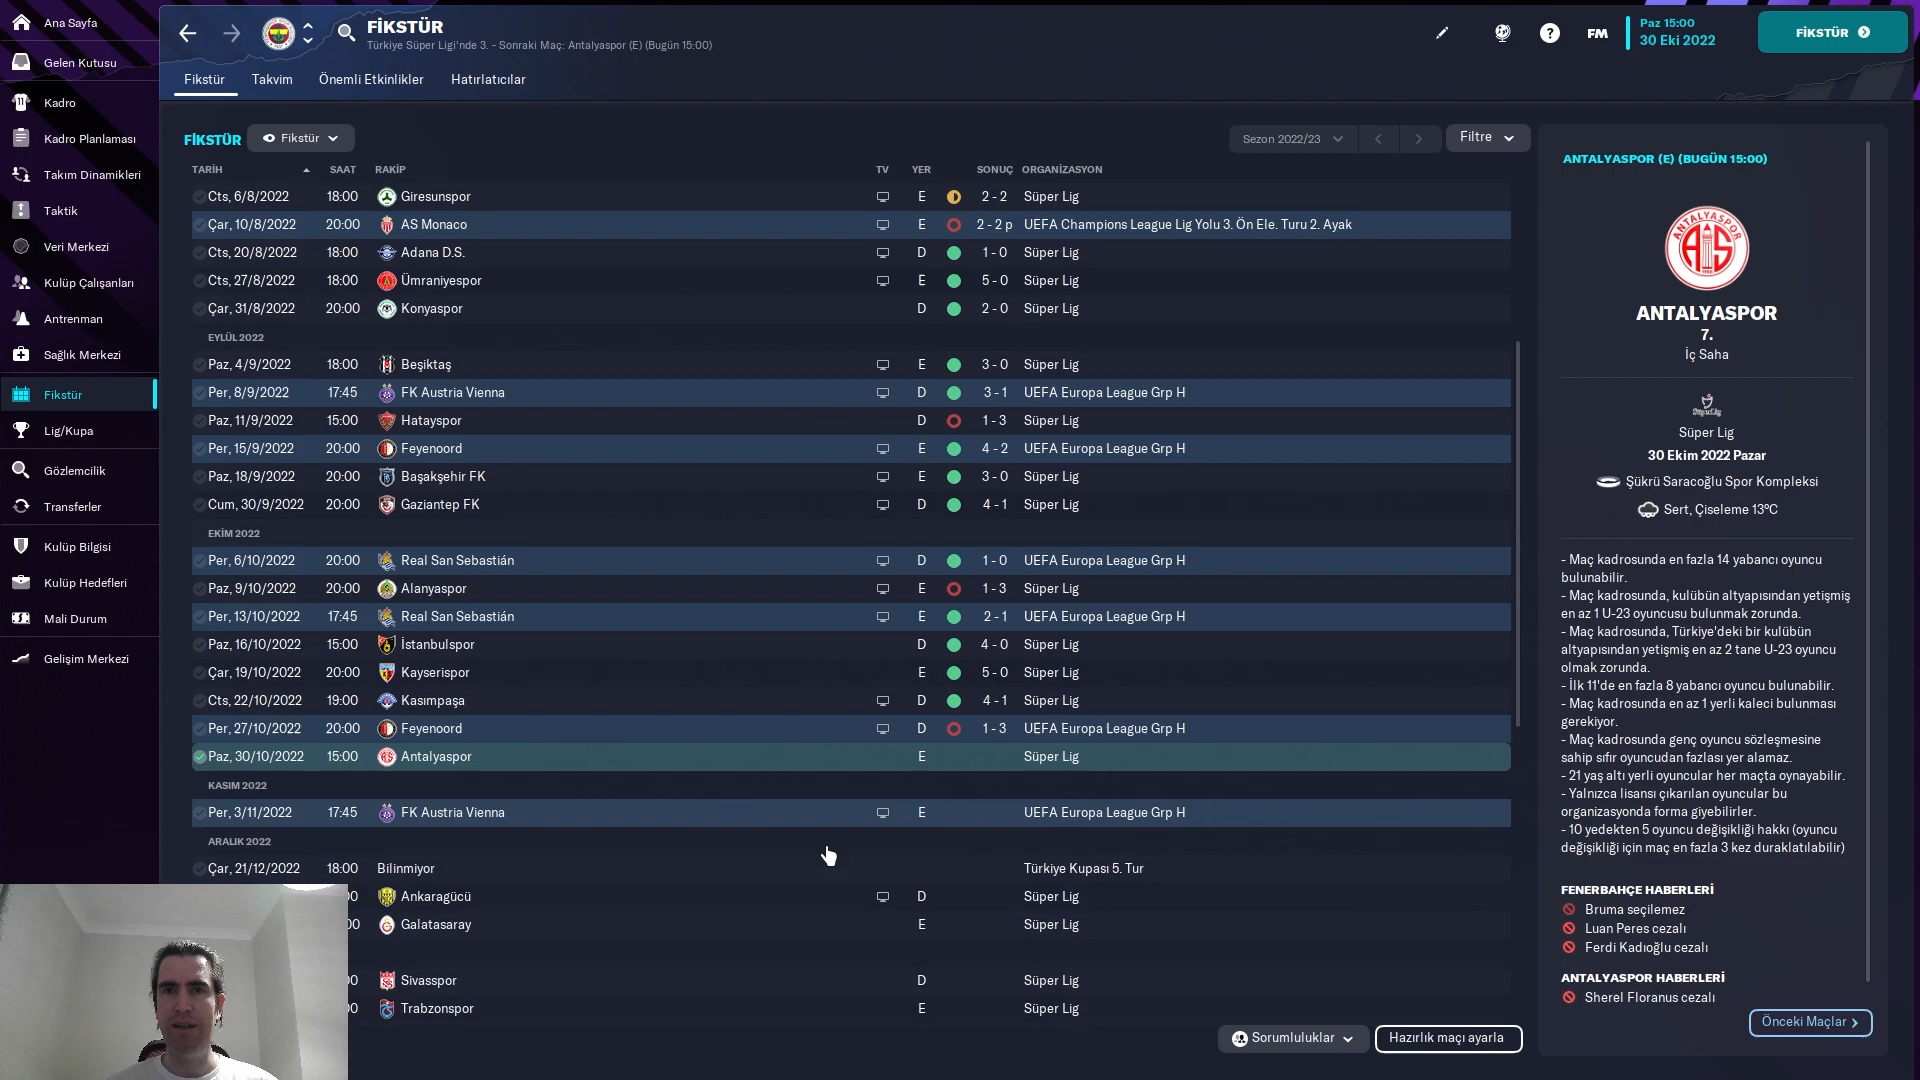 Ana Sayfa
Gelen Kutusu
Kadro
Kadro Planlaması
Takım Dinamikleri
Taktik
Veri Merkezi
Kulüp Çalışanları
Antrenman
Sağlık Merkezi
Fikstür
Lig/Kupa
Gözlemcilik
Transferler
Kulüp Bilgisi
Kulüp Hedefleri
Mali Durum
Gelişim Merkezi
FİKSTÜR
Türkiye Süper Ligi'nde 3. - Sonraki Maç: Antalyaspor (E) (Bugün 15:00)
FM
Paz 15:00
30 Eki 2022
FİKSTÜR
Fikstür Takvim Önemli Etkinlikler Hatırlatıcılar
FİKSTÜR Fikstür Sezon 2022/23 Filtre
TARİH SAAT RAKİP TV YER SONUÇ ORGANİZASYON
Cts, 6/8/2022 18:00 Giresunspor E 2 - 2 Süper Lig
Çar, 10/8/2022 20:00 AS Monaco E 2 - 2 p UEFA Champions League Lig Yolu 3. Ön Ele. Turu 2. Ayak
Cts, 20/8/2022 18:00 Adana D.S. D 1 - 0 Süper Lig
Cts, 27/8/2022 18:00 Ümraniyespor E 5 - 0 Süper Lig
Çar, 31/8/2022 20:00 Konyaspor D 2 - 0 Süper Lig
EYLÜL 2022
Paz, 4/9/2022 18:00 Beşiktaş E 3 - 0 Süper Lig
Per, 8/9/2022 17:45 FK Austria Vienna D 3 - 1 UEFA Europa League Grp H
Paz, 11/9/2022 15:00 Hatayspor D 1 - 3 Süper Lig
Per, 15/9/2022 20:00 Feyenoord E 4 - 2 UEFA Europa League Grp H
Paz, 18/9/2022 20:00 Başakşehir FK E 3 - 0 Süper Lig
Cum, 30/9/2022 20:00 Gaziantep FK D 4 - 1 Süper Lig
EKİM 2022
Per, 6/10/2022 20:00 Real San Sebastián D 1 - 0 UEFA Europa League Grp H
Paz, 9/10/2022 20:00 Alanyaspor E 1 - 3 Süper Lig
Per, 13/10/2022 17:45 Real San Sebastián E 2 - 1 UEFA Europa League Grp H
Paz, 16/10/2022 15:00 İstanbulspor D 4 - 0 Süper Lig
Çar, 19/10/2022 20:00 Kayserispor E 5 - 0 Süper Lig
Cts, 22/10/2022 19:00 Kasımpaşa D 4 - 1 Süper Lig
Per, 27/10/2022 20:00 Feyenoord D 1 - 3 UEFA Europa League Grp H
Paz, 30/10/2022 15:00 Antalyaspor E Süper Lig
KASIM 2022
Per, 3/11/2022 17:45 FK Austria Vienna E UEFA Europa League Grp H
ARALIK 2022
Çar, 21/12/2022 18:00 Bilinmiyor Türkiye Kupası 5. Tur
00 Ankaragücü D Süper Lig
00 Galatasaray E Süper Lig
00 Sivasspor D Süper Lig
00 Trabzonspor E Süper Lig
Sorumluluklar Hazırlık maçı ayarla
ANTALYASPOR (E) (BUGÜN 15:00)
ANTALYASPOR
ANTALYASPOR
7.
İç Saha
SüperLig
Süper Lig
30 Ekim 2022 Pazar
Şükrü Saracoğlu Spor Kompleksi
Sert, Çiseleme 13°C
- Maç kadrosunda en fazla 14 yabancı oyuncu
bulunabilir.
- Maç kadrosunda, kulübün altyapısından yetişmiş
en az 1 U-23 oyuncusu bulunmak zorunda.
- Maç kadrosunda, Türkiye'deki bir kulübün
altyapısından yetişmiş en az 2 tane U-23 oyuncu
olmak zorunda.
- İlk 11'de en fazla 8 yabancı oyuncu bulunabilir.
- Maç kadrosunda en az 1 yerli kaleci bulunması
gerekiyor.
- Maç kadrosunda genç oyuncu sözleşmesine
sahip sıfır oyuncudan fazlası yer alamaz.
- 21 yaş altı yerli oyuncular her maçta oynayabilir.
- Yalnızca lisansı çıkarılan oyuncular bu
organizasyonda forma giyebilirler.
- 10 yedekten 5 oyuncu değişikliği hakkı (oyuncu
değişikliği için maç en fazla 3 kez duraklatılabilir)
FENERBAHÇE HABERLERİ
Bruma seçilemez
Luan Peres cezalı
Ferdi Kadıoğlu cezalı
ANTALYASPOR HABERLERİ
Sherel Floranus cezalı
Önceki Maçlar